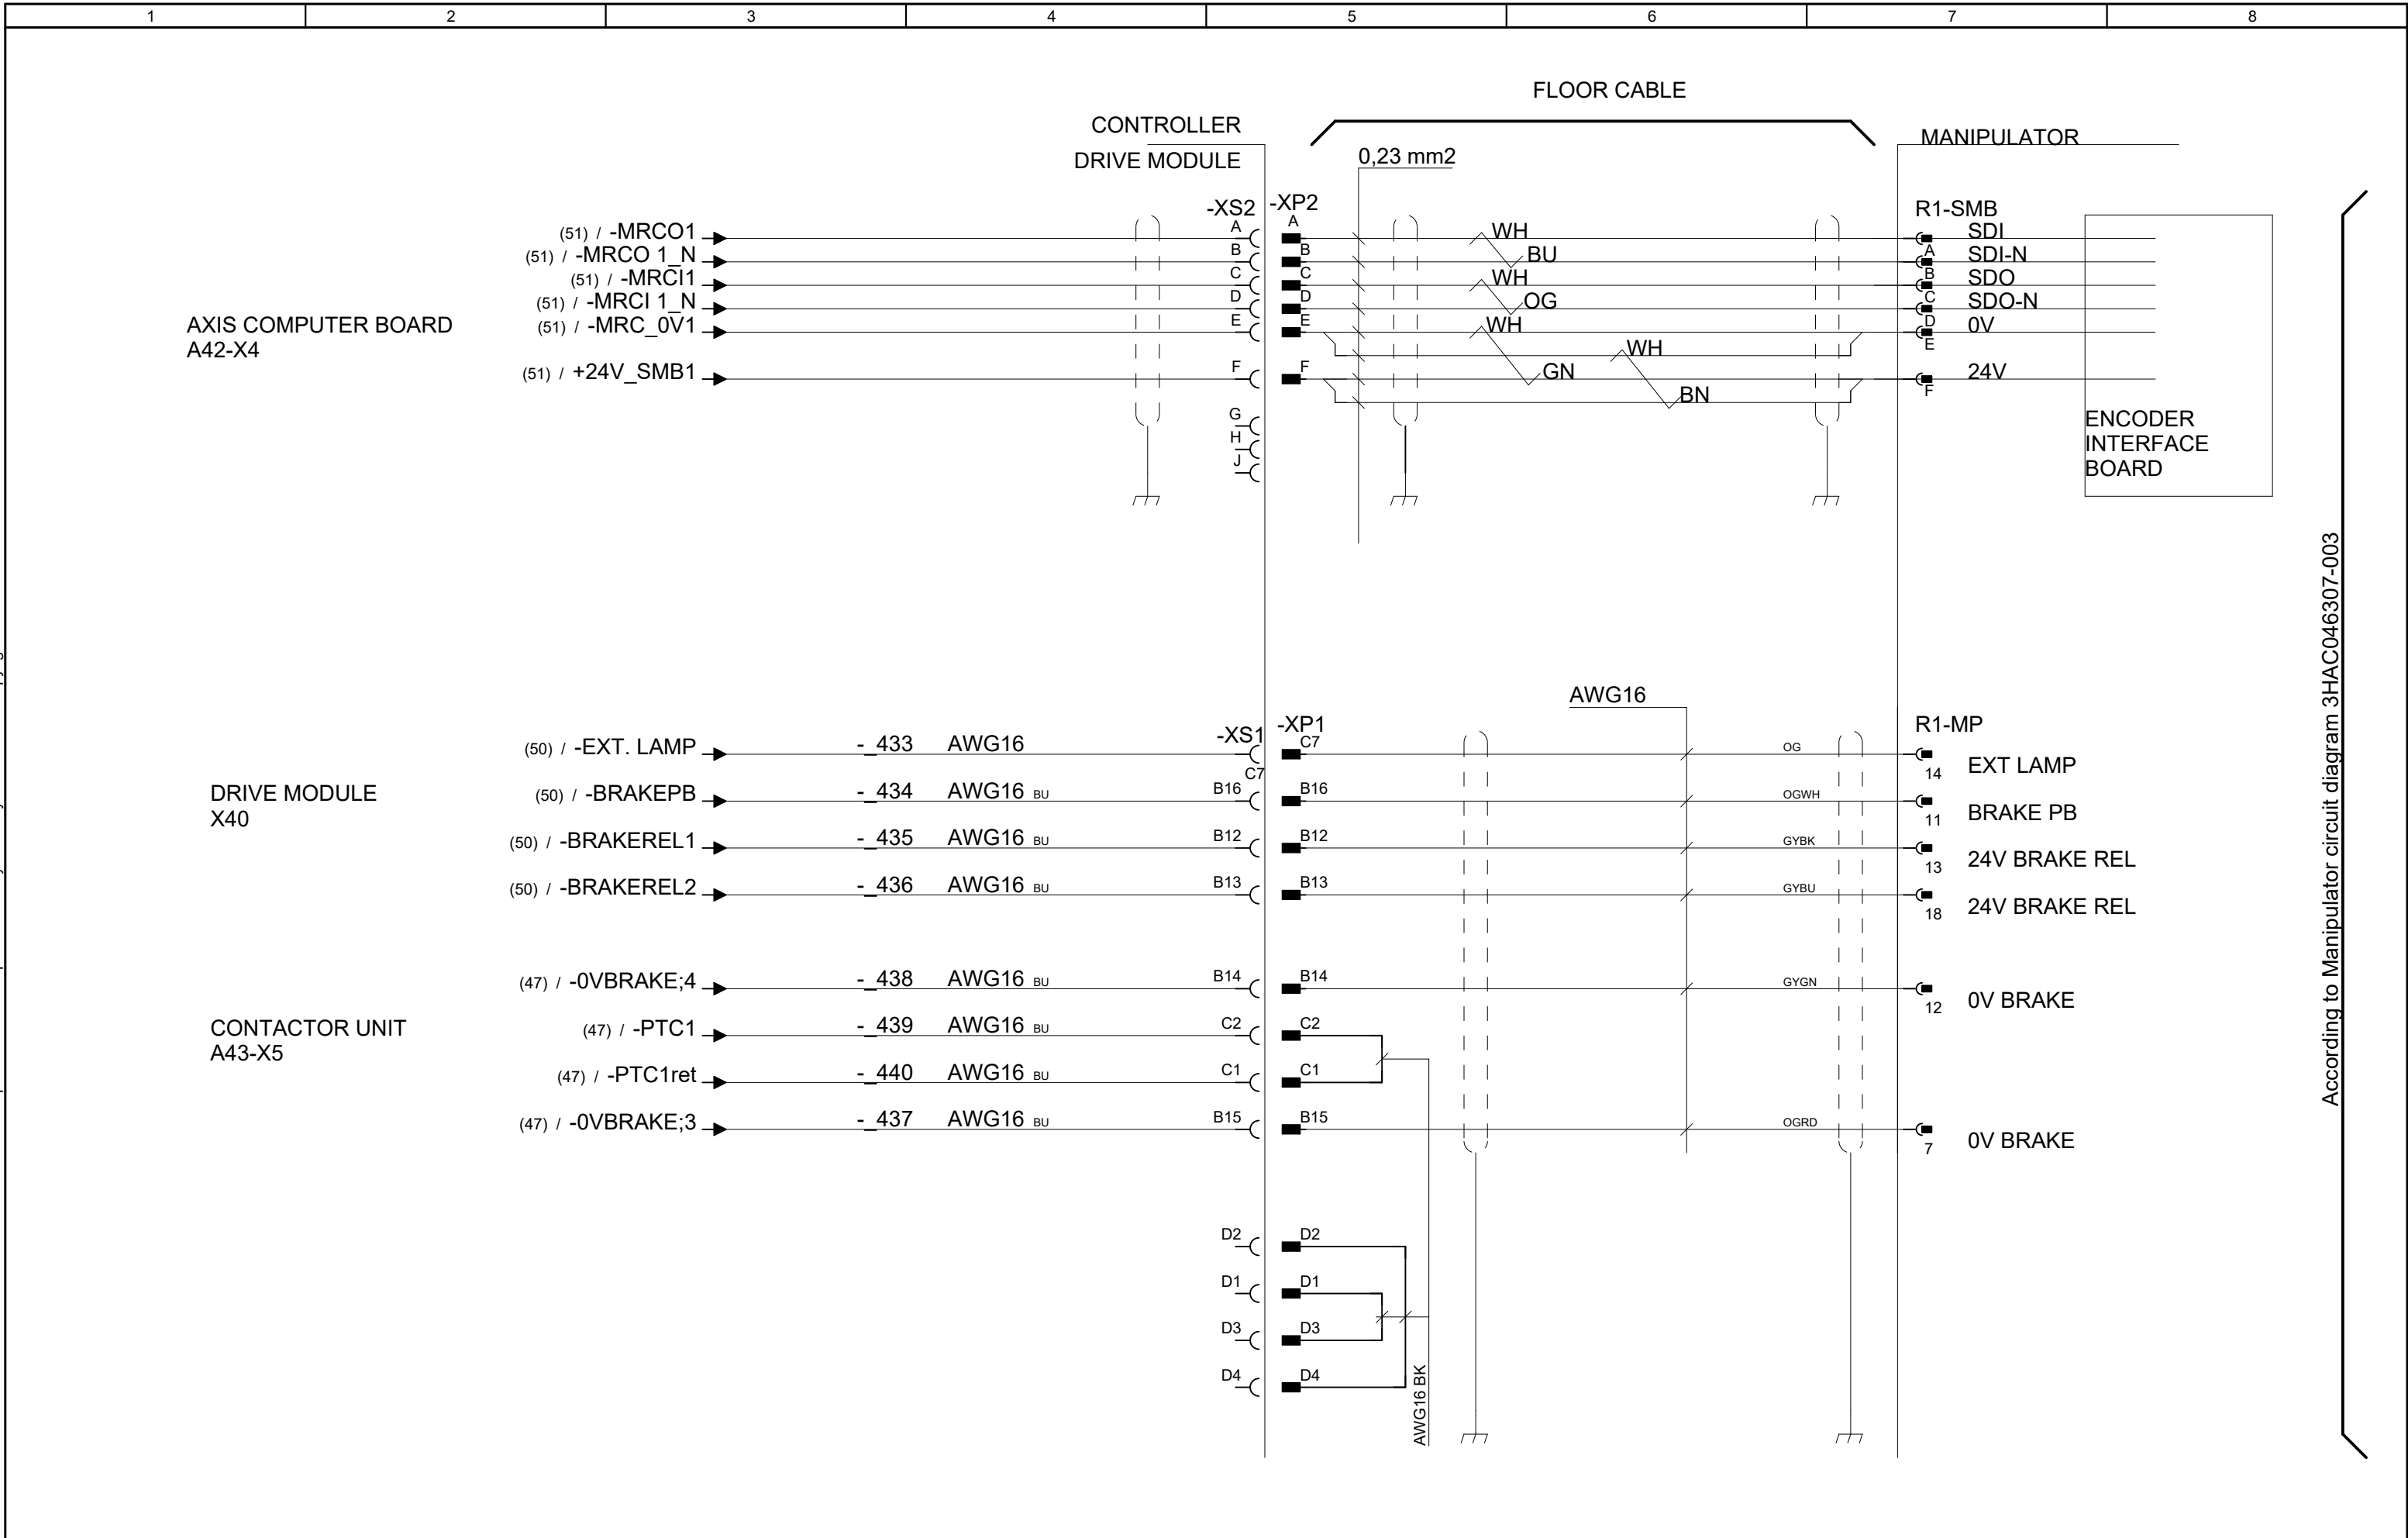 1 2 3 4 5 6 7 8
FLOOR CABLE
CONTROLLER
DRIVE MODULE
0,23 mm2
MANIPULATOR
-XS2 -XP2 R1-SMB
(51) / -MRCO1 A A WH SDI
A
(51) / -MRCO 1_N B B BU SDI-N
B
(51) / -MRCI1 C C WH SDO
C
(51) / -MRCI 1_N D D OG SDO-N
D
(51) / -MRC_0V1 E E WH 0V
E
AXIS COMPUTER BOARD
A42-X4
WH
(51) / +24V_SMB1 F F GN 24V
F
BN
G
H
J
ENCODER
INTERFACE
BOARD
According to Manipulator circuit diagram 3HAC046307-003
AWG16
-XS1 -XP1 R1-MP
(50) / -EXT. LAMP -_433 AWG16 C7 C7 OG 14 EXT LAMP
DRIVE MODULE
X40
(50) / -BRAKEPB -_434 AWG16 BU B16 B16 OGWH 11 BRAKE PB
(50) / -BRAKEREL1 -_435 AWG16 BU B12 B12 GYBK 13 24V BRAKE REL
(50) / -BRAKEREL2 -_436 AWG16 BU B13 B13 GYBU 18 24V BRAKE REL
(47) / -0VBRAKE;4 -_438 AWG16 BU B14 B14 GYGN 12 0V BRAKE
CONTACTOR UNIT
A43-X5
(47) / -PTC1 -_439 AWG16 BU C2 C2
(47) / -PTC1ret -_440 AWG16 BU C1 C1
(47) / -0VBRAKE;3 -_437 AWG16 BU B15 B15 OGRD 7 0V BRAKE
D2 D2
D1 D1
D3 D3
D4 D4
AWG16 BK